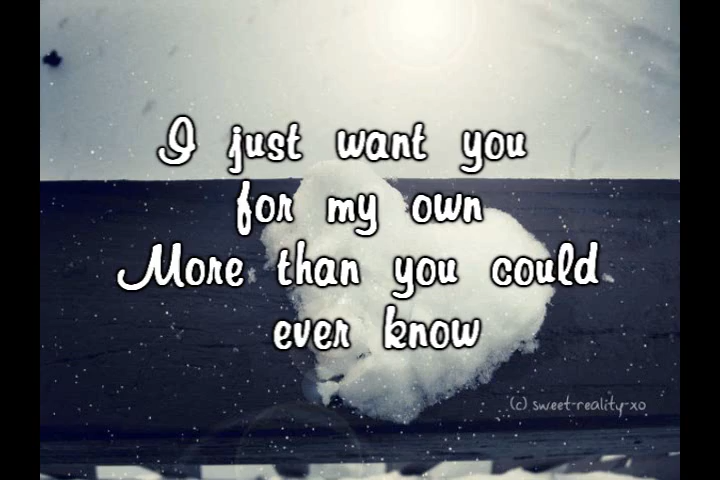 I just want you
for my own
More than you could
ever know
(c) sweet-reality-xo